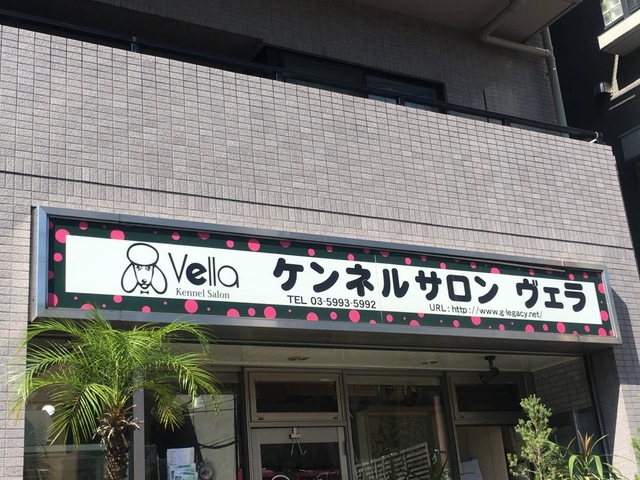 Vella
Kennel Salon
ケンネルサロン ヴェラ
TEL 03-5993-5992
URL：http://www.g-legacy.net/